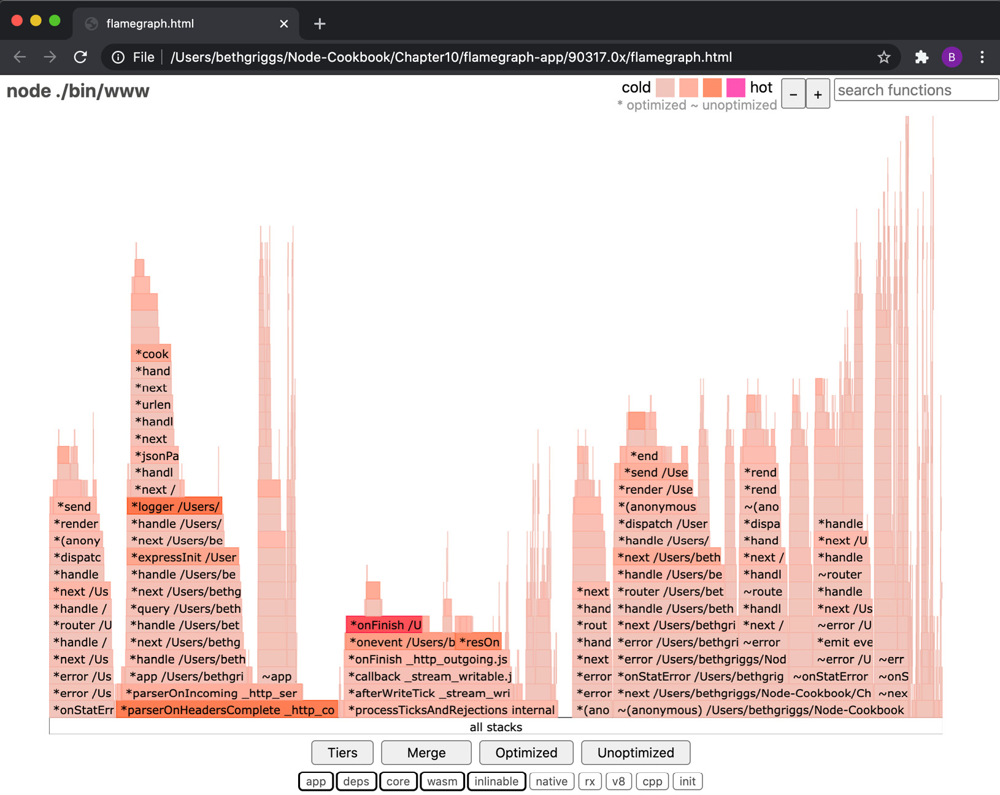 flamegraph.html
File /Users/bethgriggs/Node-Cookbook/Chapter10/flamegraph-app/90317.0x/flamegraph.html B
node ./bin/www
cold hot - + search functions
* optimized ~ unoptimized
*cook
*hand
*next
*urlen
*handl
*next
*jsonPa *end
*handl *send /Use *rend
*next / *render /Use *rend
*send *logger /Users/ *(anonymous ~(ano
*render *handle /Users/ *dispatch /User *dispa *handle
*(anony *next /Users/be *handle /Users/ *hand *next /U
*dispatc *expressInit /User *next /Users/beth *next / *handle
*handle *handle /Users/be *handle /Users/be *handl ~router
*next /Us *next /Users/bethg *next *router /Users/bet ~route *handle
*handle / *query /Users/beth *hand *handle /Users/beth *handl *next /Us
*router /U *handle /Users/bet *onFinish /U *rout *next /Users/bethgri *next / ~error /U
*handle / *next /Users/bethg *onevent /Users/b *resOn *hand *error /Users/bethgri ~error *emit eve
*next /Us *handle /Users/beth *onFinish _http_outgoing.js *next *error /Users/bethgriggs/Nod ~error /U ~err
*error /Us *app /Users/bethgri ~app *callback _stream_writable.j *error *onStatError /Users/bethgrig ~onStatError ~onS
*error /Us *parserOnIncoming _http_ser *afterWriteTick _stream_wri *error *next /Users/bethgriggs/Node-Cookbook/Ch ~nex
*onStatErr *parserOnHeadersComplete _http_co *processTicksAndRejections internal *(ano ~(anonymous) /Users/bethgriggs/Node-Cookbook
all stacks
Tiers Merge Optimized Unoptimized
app deps core wasm inlinable native rx v8 cpp init